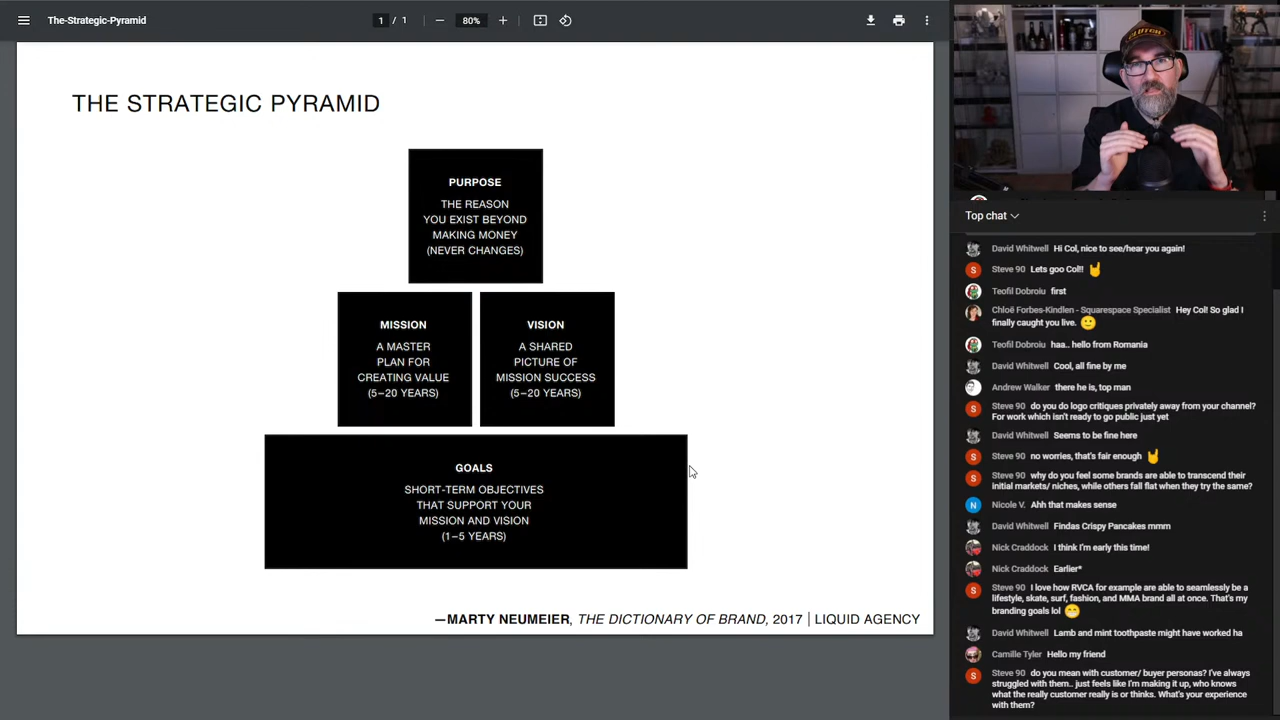 The-Strategic-Pyramid
1 / 1
80%
THE STRATEGIC PYRAMID
PURPOSE
THE REASON
YOU EXIST BEYOND
MAKING MONEY
(NEVER CHANGES)
MISSION
A MASTER
PLAN FOR
CREATING VALUE
(5–20 YEARS)
VISION
A SHARED
PICTURE OF
MISSION SUCCESS
(5–20 YEARS)
GOALS
SHORT-TERM OBJECTIVES
THAT SUPPORT YOUR
MISSION AND VISION
(1–5 YEARS)
—MARTY NEUMEIER, THE DICTIONARY OF BRAND, 2017 | LIQUID AGENCY
CLUTCH
Top chat
David Whitwell Hi Col, nice to see/hear you again!
S Steve 90 Lets goo Col!! 🤘
Teofil Dobroiu first
Chloë Forbes-Kindlen - Squarespace Specialist Hey Col! So glad I
finally caught you live. 🙂
Teofil Dobroiu haa.. hello from Romania
David Whitwell Cool, all fine by me
Andrew Walker there he is, top man
S Steve 90 do you do logo critiques privately away from your channel?
For work which isn't ready to go public just yet
David Whitwell Seems to be fine here
S Steve 90 no worries, that's fair enough 🤘
S Steve 90 why do you feel some brands are able to transcend their
initial markets/ niches, while others fall flat when they try the same?
N Nicole V. Ahh that makes sense
David Whitwell Findas Crispy Pancakes mmm
Nick Craddock I think I'm early this time!
Nick Craddock Earlier*
S Steve 90 I love how RVCA for example are able to seamlessly be a
lifestyle, skate, surf, fashion, and MMA brand all at once. That's my
branding goals lol 😁
David Whitwell Lamb and mint toothpaste might have worked ha
Camille Tyler Hello my friend
S Steve 90 do you mean with customer/ buyer personas? I've always
struggled with them.. just feels like I'm making it up, who knows
what the really customer really is or thinks. What's your experience
with them?